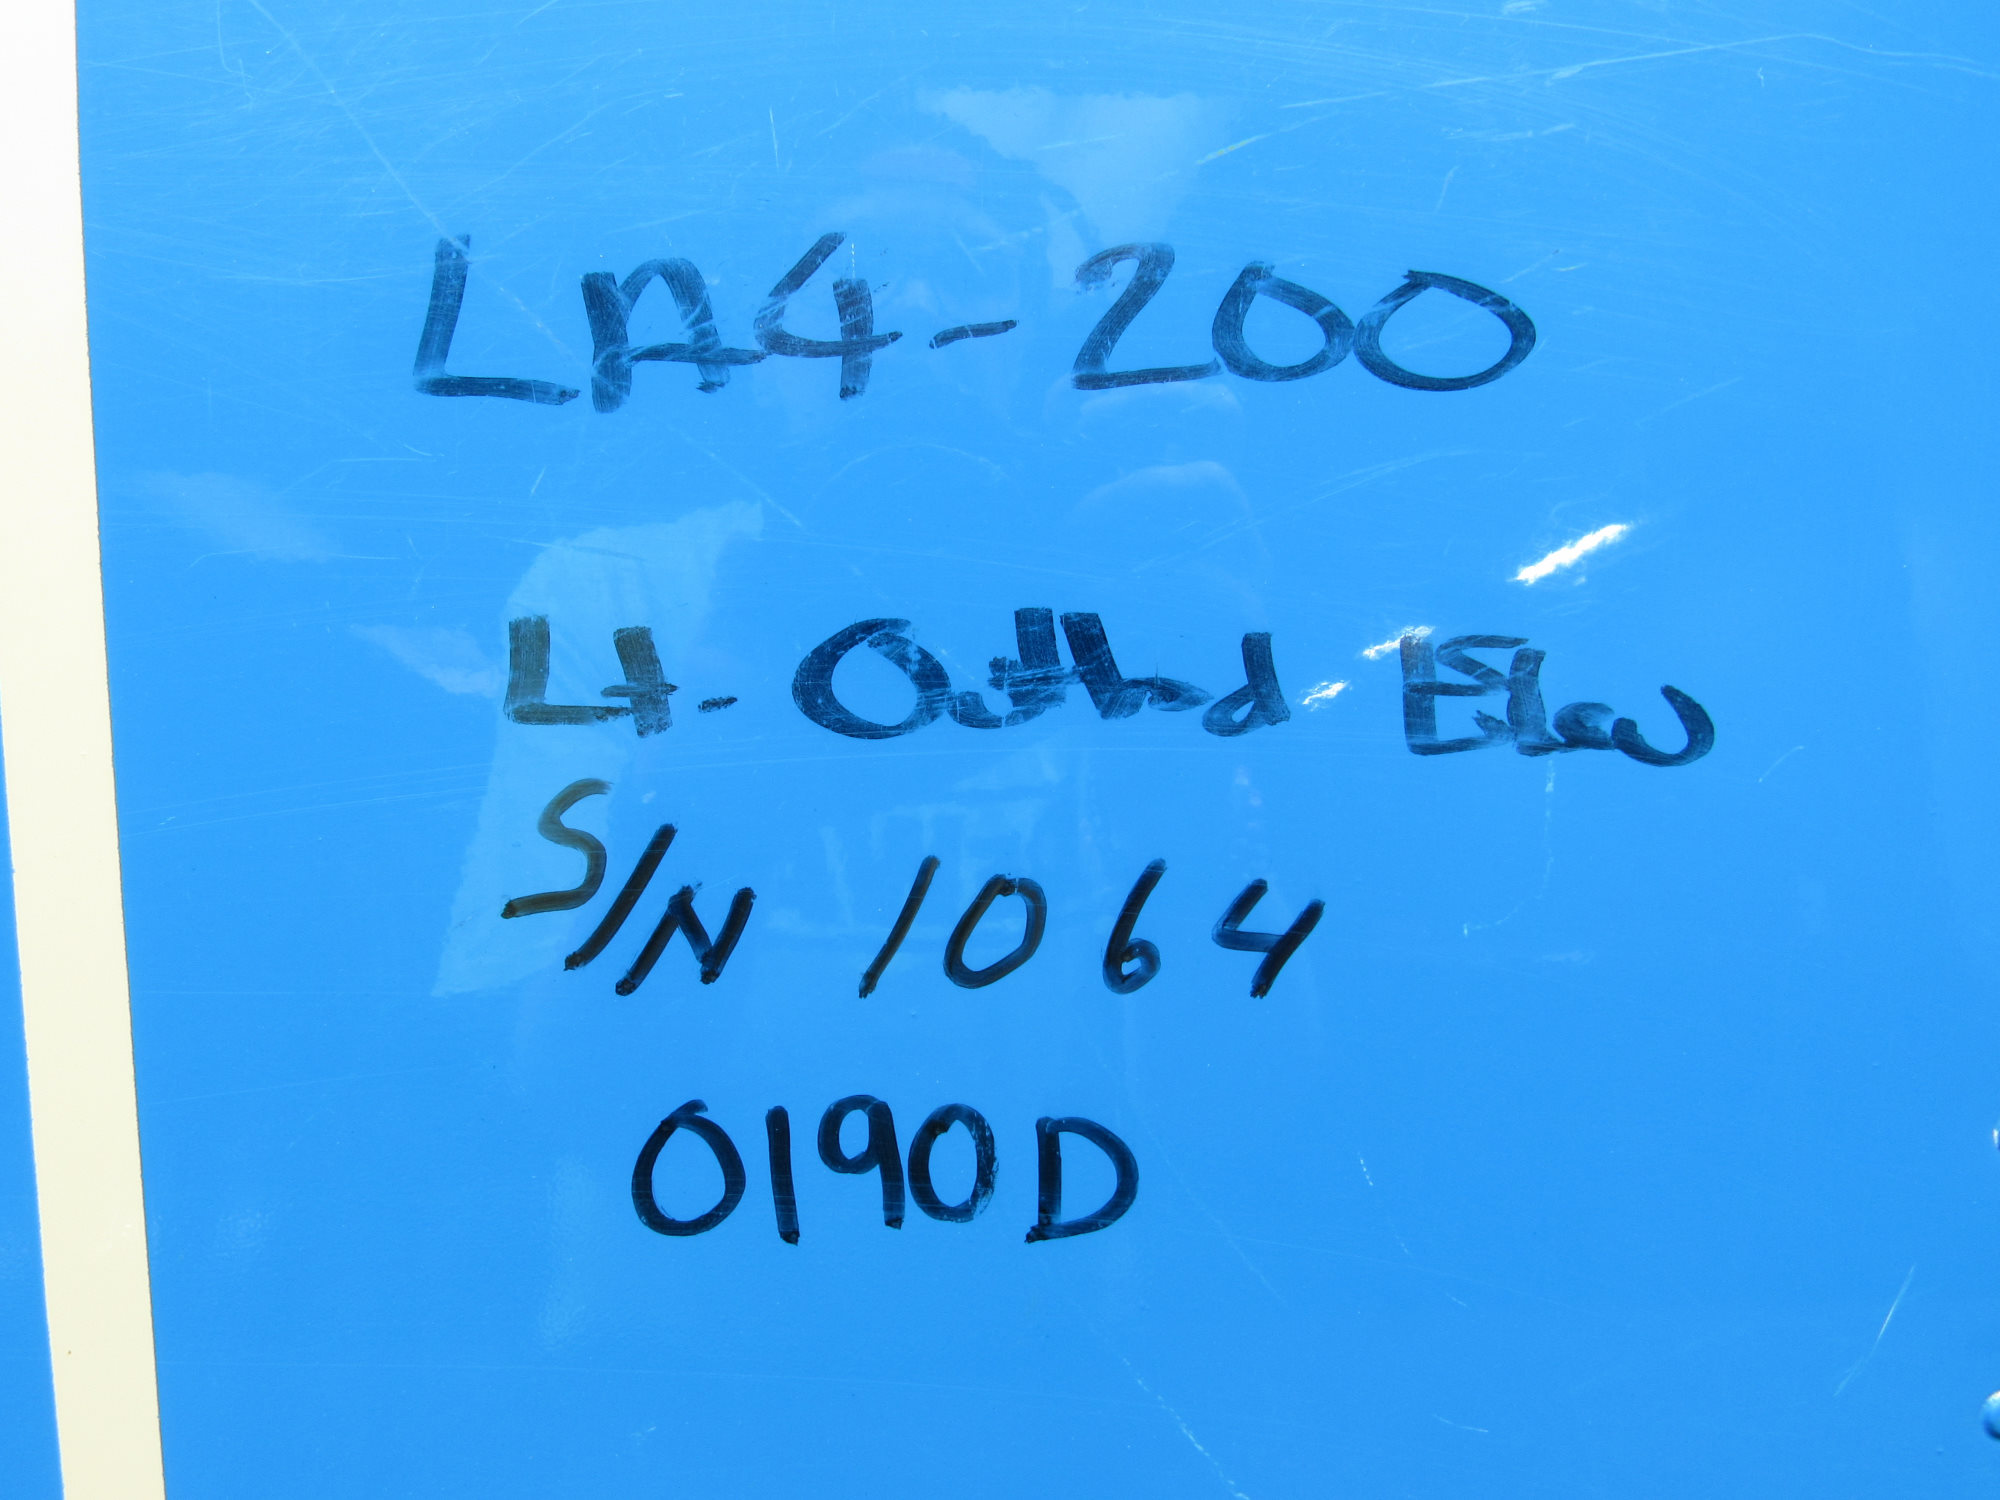 LA4-200
Lt- Outbd Elev
S/N 1064
0190D